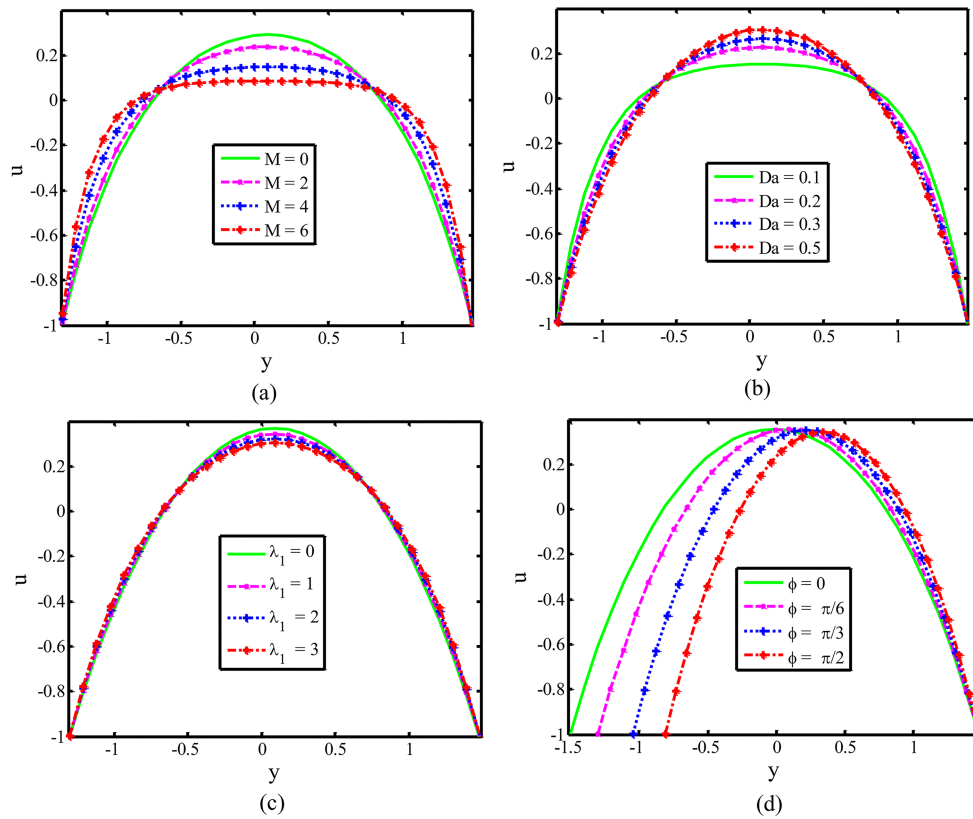 0.2
0
-0.2
-0.4
-0.6
-0.8
-1
u
M = 0
M = 2
M = 4
M = 6
-1 -0.5 0 0.5 1
y
(a)
0.2
0
-0.2
-0.4
-0.6
-0.8
-1
u
Da = 0.1
Da = 0.2
Da = 0.3
Da = 0.5
-1 -0.5 0 0.5 1
y
(b)
0.2
0
-0.2
-0.4
-0.6
-0.8
-1
u
λ₁ = 0
λ₁ = 1
λ₁ = 2
λ₁ = 3
-1 -0.5 0 0.5 1
y
(c)
0.2
0
-0.2
-0.4
-0.6
-0.8
-1
u
ϕ = 0
ϕ = π/6
ϕ = π/3
ϕ = π/2
-1.5 -1 -0.5 0 0.5 1
y
(d)